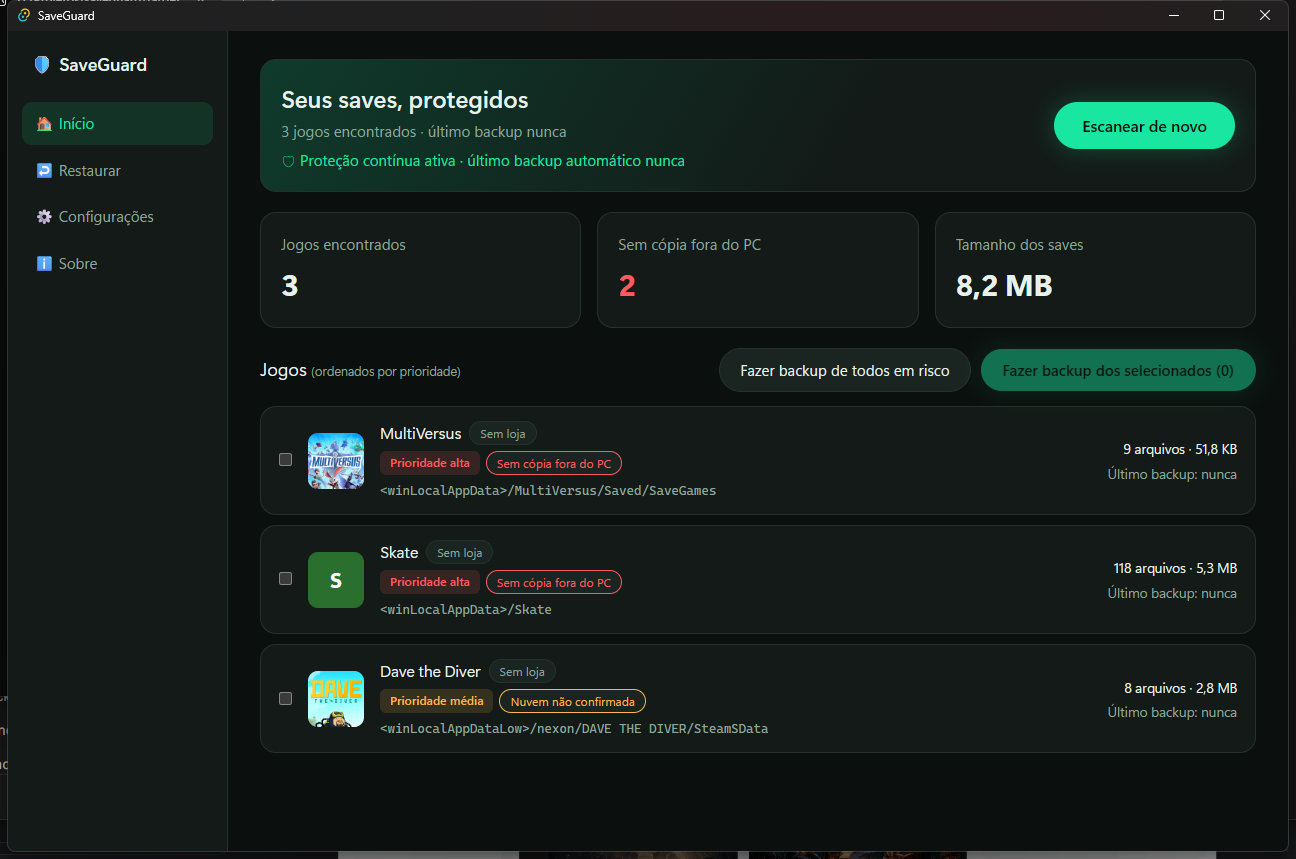 SaveGuard
SaveGuard
Início
Restaurar
Configurações
Sobre
Seus saves, protegidos
3 jogos encontrados · último backup nunca
Proteção contínua ativa · último backup automático nunca
Escanear de novo
Jogos encontrados
3
Sem cópia fora do PC
2
Tamanho dos saves
8,2 MB
Jogos (ordenados por prioridade)
Fazer backup de todos em risco
Fazer backup dos selecionados (0)
MULTIVERSUS
MultiVersus Sem loja
Prioridade alta Sem cópia fora do PC
<winLocalAppData>/MultiVersus/Saved/SaveGames
9 arquivos · 51,8 KB
Último backup: nunca
S
Skate Sem loja
Prioridade alta Sem cópia fora do PC
<winLocalAppData>/Skate
118 arquivos · 5,3 MB
Último backup: nunca
DAVE
THE DIVER
Dave the Diver Sem loja
Prioridade média Nuvem não confirmada
<winLocalAppDataLow>/nexon/DAVE THE DIVER/SteamSData
8 arquivos · 2,8 MB
Último backup: nunca